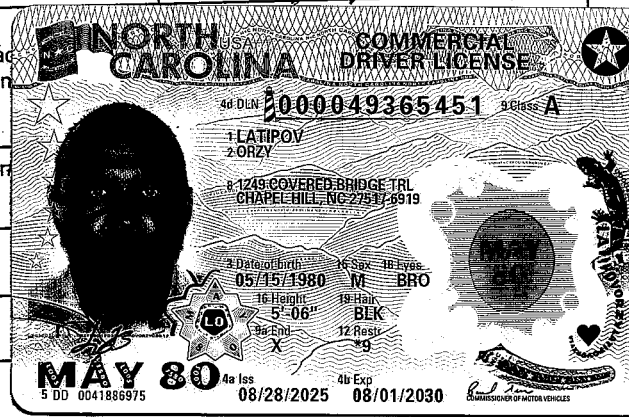 NORTH USA
CAROLINA
COMMERCIAL
DRIVER LICENSE
4d DLN 000049365451 9 Class A
1 LATIPOV
2 ORZY
8 1249 COVERED BRIDGE TRL
CHAPEL HILL, NC 27517-6919
3 Date of birth 15 Sex 18 Eyes
05/15/1980 M BRO
16 Height 19 Hair
5'-06" BLK
9a End 12 Restr
X *9
LO
MAY
80
MAY 80
4a Iss 4b Exp
5 DD 0041886975 08/28/2025 08/01/2030
COMMISSIONER OF MOTOR VEHICLES